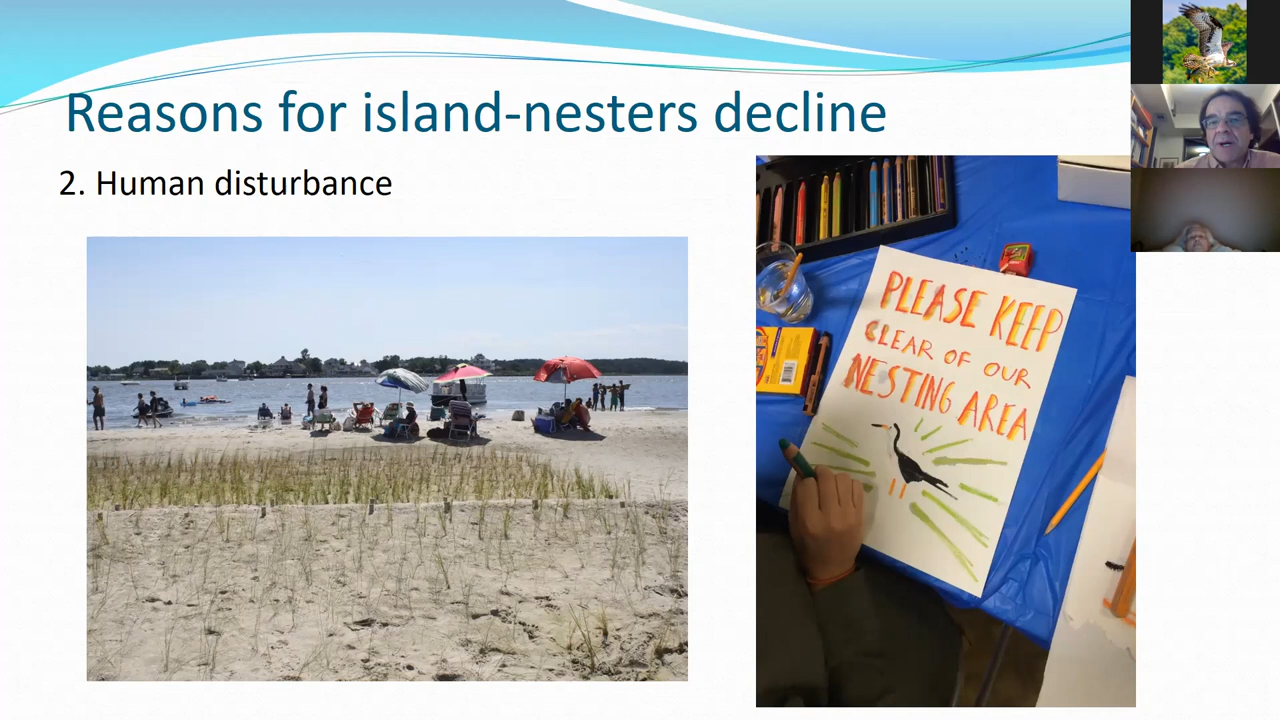 Reasons for island-nesters decline
2. Human disturbance
PLEASE KEEP
CLEAR OF OUR
NESTING AREA